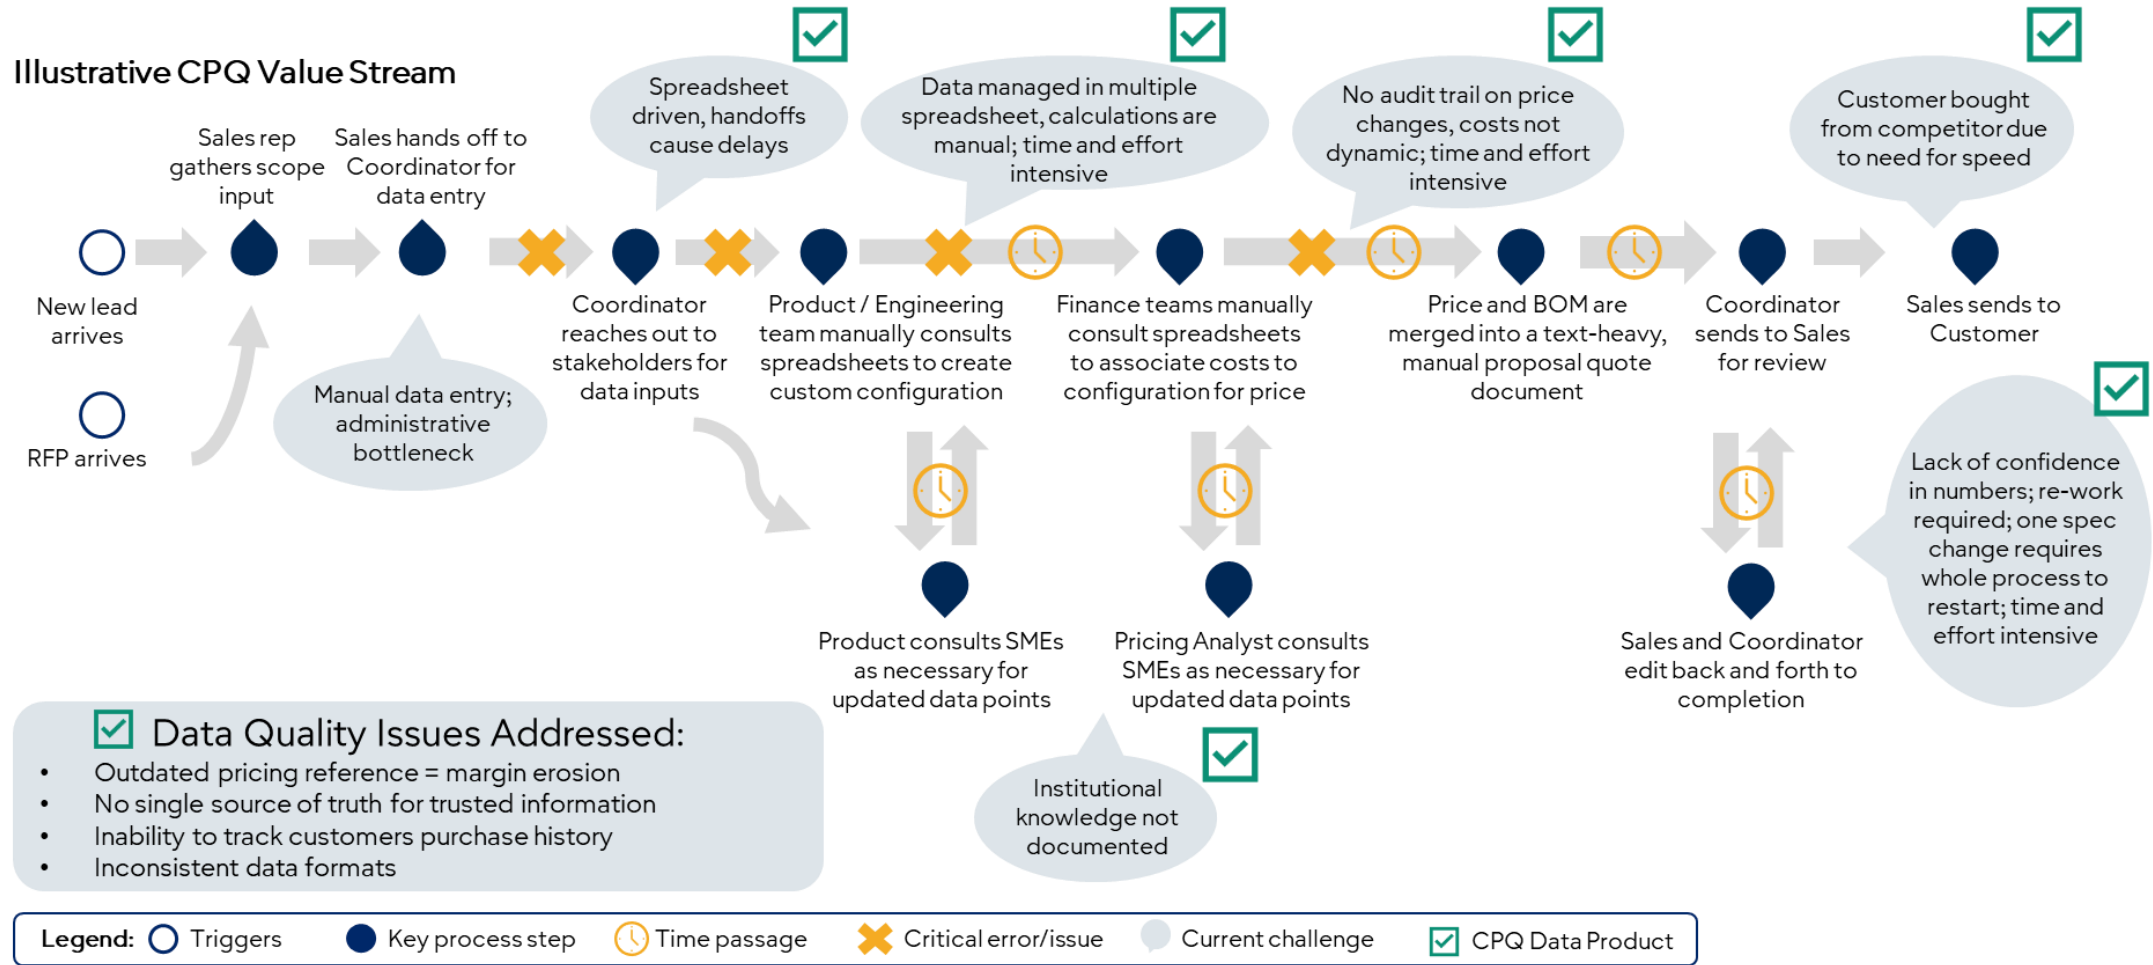 Illustrative CPQ Value Stream
Spreadsheet
driven, handoffs
cause delays
Data managed in multiple
spreadsheet, calculations are
manual; time and effort
intensive
No audit trail on price
changes, costs not
dynamic; time and effort
intensive
Customer bought
from competitor due
to need for speed
Sales rep
gathers scope
input
Sales hands off to
Coordinator for
data entry
New lead
arrives
Coordinator
reaches out to
stakeholders for
data inputs
Product / Engineering
team manually consults
spreadsheets to create
custom configuration
Finance teams manually
consult spreadsheets
to associate costs to
configuration for price
Price and BOM are
merged into a text-heavy,
manual proposal quote
document
Coordinator
sends to Sales
for review
Sales sends to
Customer
RFP arrives
Manual data entry;
administrative
bottleneck
Lack of confidence
in numbers; re-work
required; one spec
change requires
whole process to
restart; time and
effort intensive
Product consults SMEs
as necessary for
updated data points
Pricing Analyst consults
SMEs as necessary for
updated data points
Sales and Coordinator
edit back and forth to
completion
Institutional
knowledge not
documented
Data Quality Issues Addressed:
• Outdated pricing reference = margin erosion
• No single source of truth for trusted information
• Inability to track customers purchase history
• Inconsistent data formats
Legend: Triggers Key process step Time passage Critical error/issue Current challenge CPQ Data Product